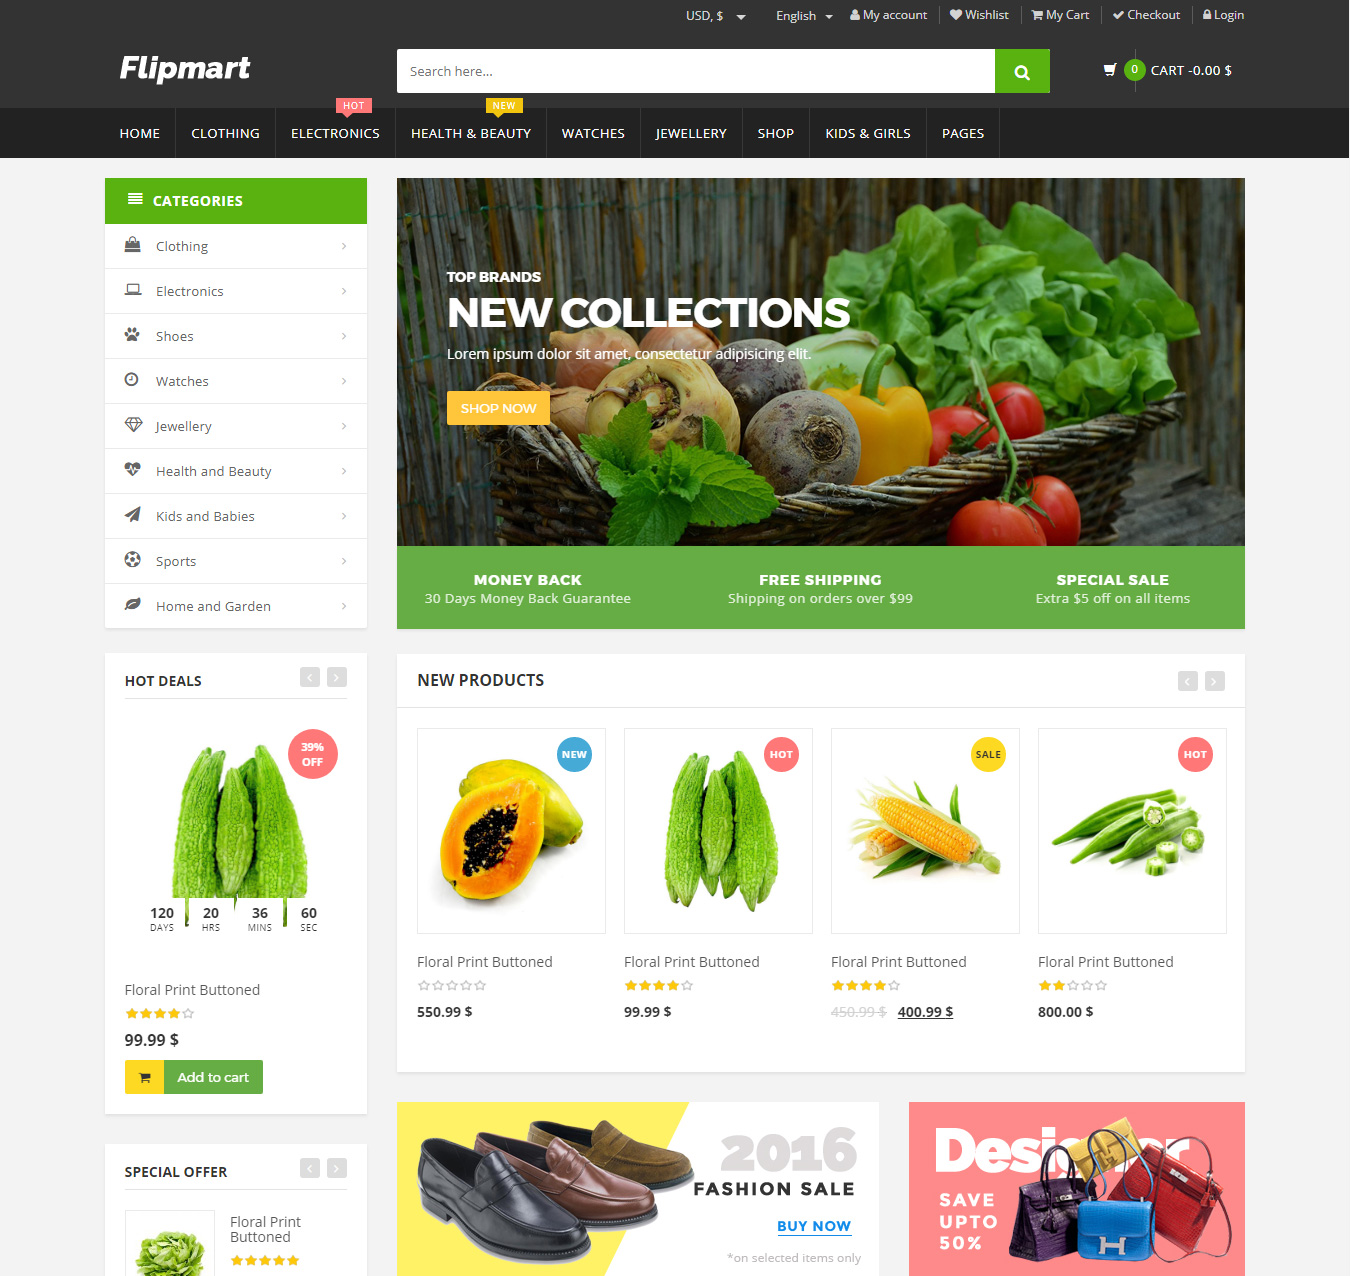 USD, $
English
My account
Wishlist
My Cart
Checkout
Login
Flipmart
Search here...
0
CART -0.00 $
HOT
NEW
HOME
CLOTHING
ELECTRONICS
HEALTH & BEAUTY
WATCHES
JEWELLERY
SHOP
KIDS & GIRLS
PAGES
CATEGORIES
Clothing
Electronics
Shoes
Watches
Jewellery
Health and Beauty
Kids and Babies
Sports
Home and Garden
TOP BRANDS
NEW COLLECTIONS
Lorem ipsum dolor sit amet, consectetur adipisicing elit.
SHOP NOW
MONEY BACK
30 Days Money Back Guarantee
FREE SHIPPING
Shipping on orders over $99
SPECIAL SALE
Extra $5 off on all items
HOT DEALS
39%
OFF
120
DAYS
20
HRS
36
MINS
60
SEC
Floral Print Buttoned
99.99 $
Add to cart
NEW PRODUCTS
NEW
Floral Print Buttoned
550.99 $
HOT
Floral Print Buttoned
99.99 $
SALE
Floral Print Buttoned
450.99 $ 400.99 $
HOT
Floral Print Buttoned
800.00 $
SPECIAL OFFER
Floral Print
Buttoned
2016
FASHION SALE
BUY NOW
*on selected items only
Designer
SAVE
UPTO
50%